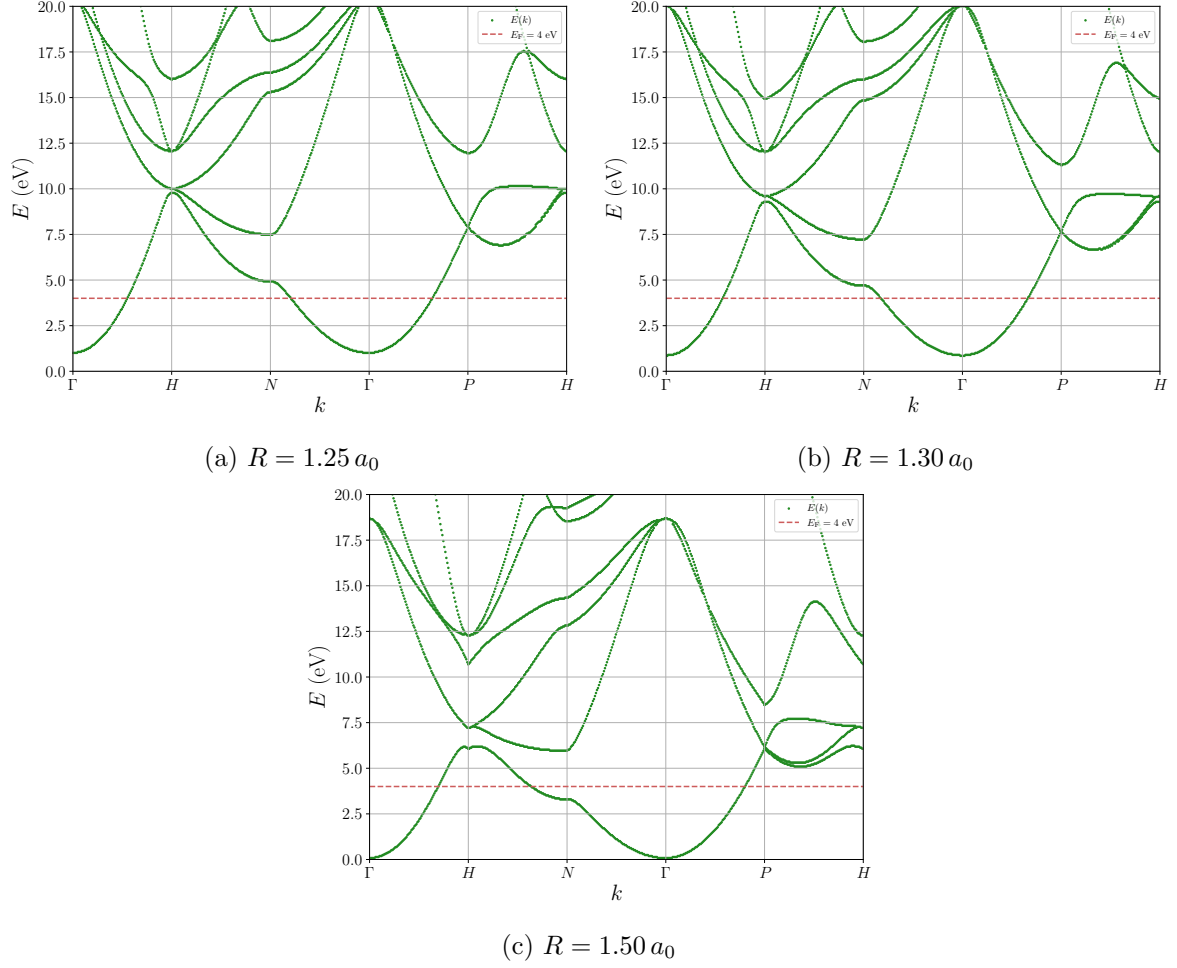 20.0
17.5
15.0
12.5
10.0
7.5
5.0
2.5
0.0
E (eV)
E(k)
E_F = 4 eV
Γ H N Γ P H
k
(a) R = 1.25 a₀
20.0
17.5
15.0
12.5
10.0
7.5
5.0
2.5
0.0
E (eV)
E(k)
E_F = 4 eV
Γ H N Γ P H
k
(b) R = 1.30 a₀
20.0
17.5
15.0
12.5
10.0
7.5
5.0
2.5
0.0
E (eV)
E(k)
E_F = 4 eV
Γ H N Γ P H
k
(c) R = 1.50 a₀